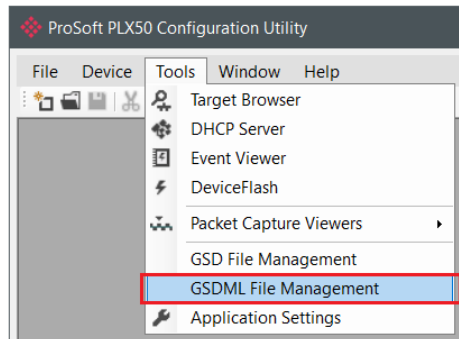 ProSoft PLX50 Configuration Utility
File Device Tools Window Help
Target Browser
DHCP Server
Event Viewer
DeviceFlash
Packet Capture Viewers
GSD File Management
GSDML File Management
Application Settings